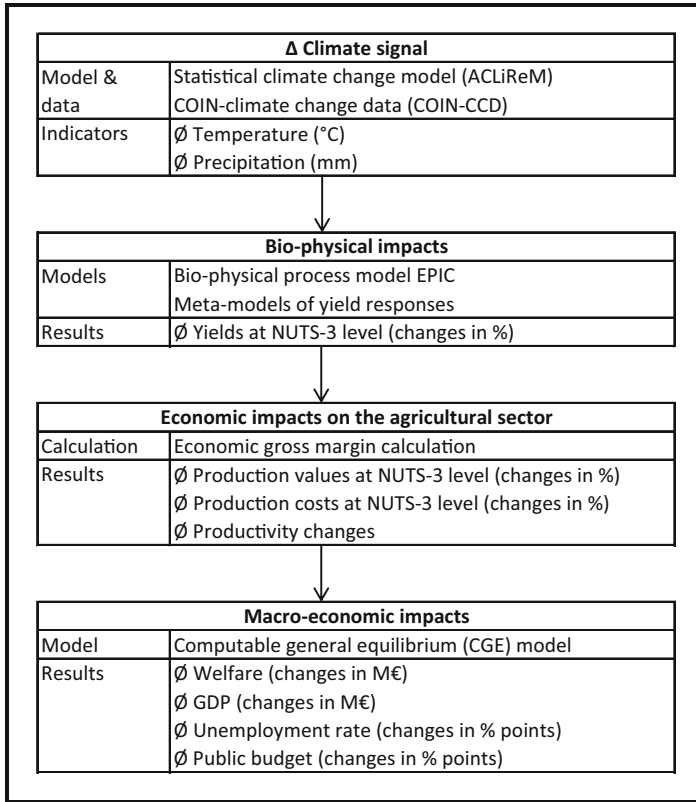 Δ Climate signal
Model & data
Statistical climate change model (ACLiReM)
COIN-climate change data (COIN-CCD)
Indicators
Ø Temperature (°C)
Ø Precipitation (mm)
Bio-physical impacts
Models
Bio-physical process model EPIC
Meta-models of yield responses
Results
Ø Yields at NUTS-3 level (changes in %)
Economic impacts on the agricultural sector
Calculation
Economic gross margin calculation
Results
Ø Production values at NUTS-3 level (changes in %)
Ø Production costs at NUTS-3 level (changes in %)
Ø Productivity changes
Macro-economic impacts
Model
Computable general equilibrium (CGE) model
Results
Ø Welfare (changes in M€)
Ø GDP (changes in M€)
Ø Unemployment rate (changes in % points)
Ø Public budget (changes in % points)